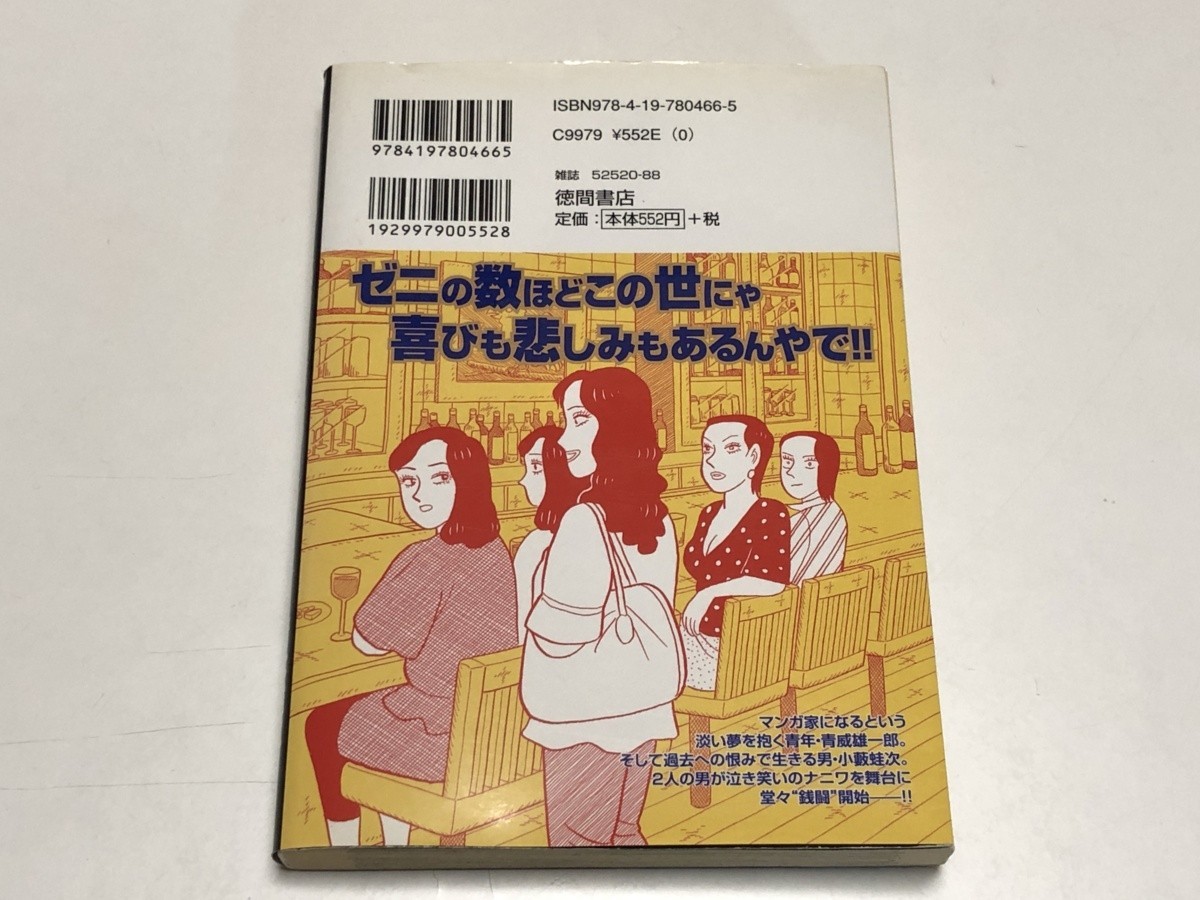 ISBN978-4-19-780466-5
9784197804665
C9979 ¥552E (0)
雑誌 52520-88
徳間書店
定価：本体552円＋税
1929979005528
ゼニの数ほどこの世にゃ
喜びも悲しみもあるんやで!!
マンガ家になるという
淡い夢を抱く青年・青威雄一郎。
そして過去への恨みで生きる男・小藪蛙次。
2人の男が泣き笑いのナニワを舞台に
堂々“銭闘”開始――!!